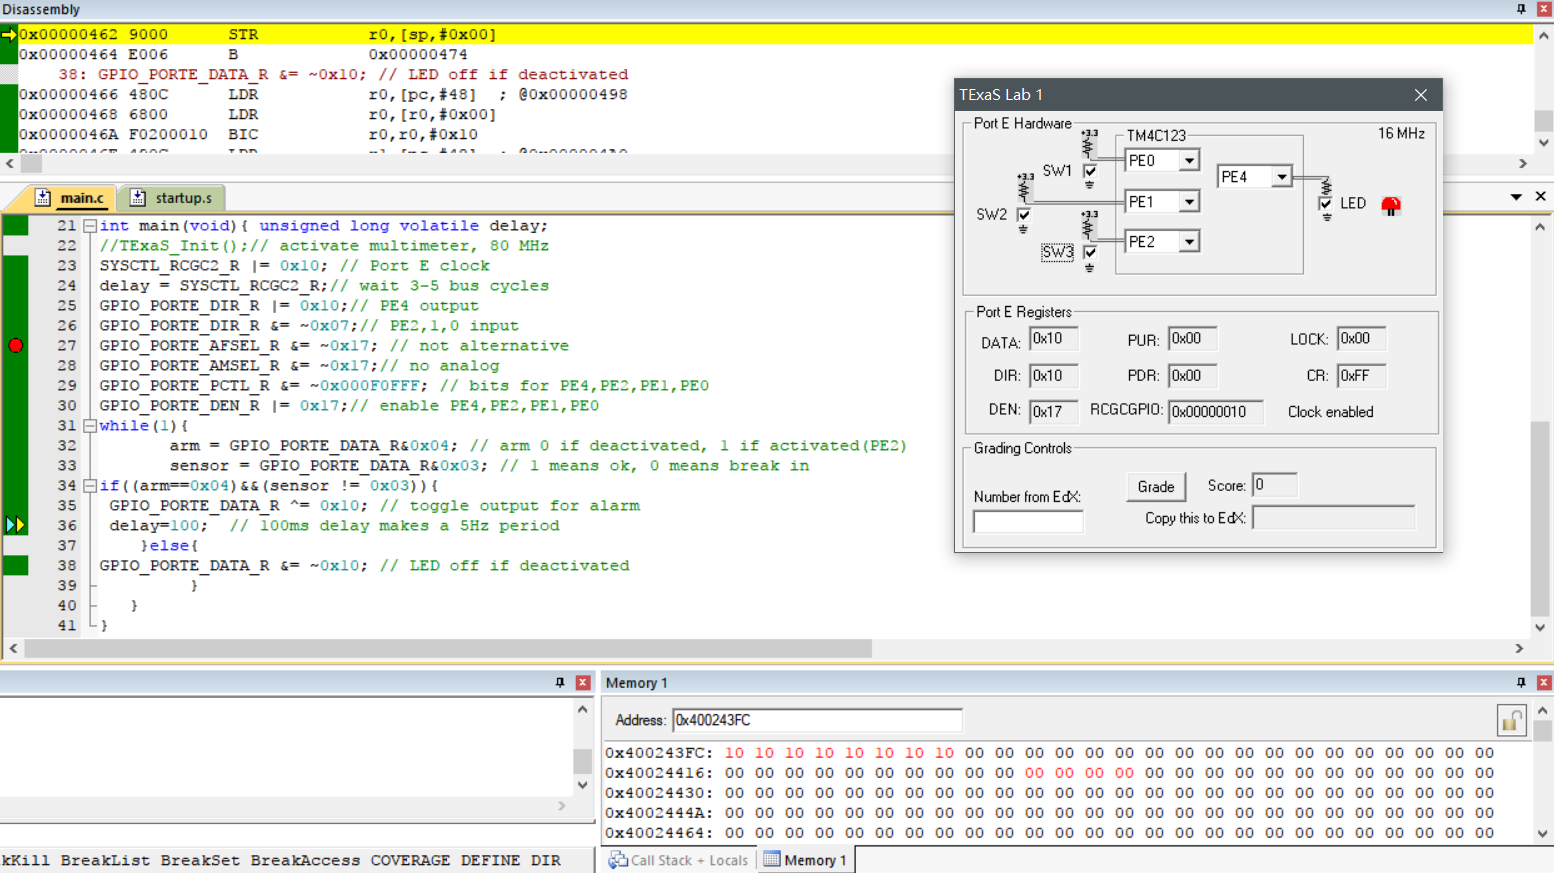 Disassembly
0x00000462 9000 STR r0,[sp,#0x00]
0x00000464 E006 B 0x00000474
38: GPIO_PORTE_DATA_R &= ~0x10; // LED off if deactivated
0x00000466 480C LDR r0,[pc,#48] ; @0x00000498
0x00000468 6800 LDR r0,[r0,#0x00]
0x0000046A F0200010 BIC r0,r0,#0x10
main.c startup.s
21 int main(void){ unsigned long volatile delay;
22 //TExaS_Init();// activate multimeter, 80 MHz
23 SYSCTL_RCGC2_R |= 0x10; // Port E clock
24 delay = SYSCTL_RCGC2_R;// wait 3-5 bus cycles
25 GPIO_PORTE_DIR_R |= 0x10;// PE4 output
26 GPIO_PORTE_DIR_R &= ~0x07;// PE2,1,0 input
27 GPIO_PORTE_AFSEL_R &= ~0x17; // not alternative
28 GPIO_PORTE_AMSEL_R &= ~0x17;// no analog
29 GPIO_PORTE_PCTL_R &= ~0x000F0FFF; // bits for PE4,PE2,PE1,PE0
30 GPIO_PORTE_DEN_R |= 0x17;// enable PE4,PE2,PE1,PE0
31 while(1){
32 arm = GPIO_PORTE_DATA_R&0x04; // arm 0 if deactivated, 1 if activated(PE2)
33 sensor = GPIO_PORTE_DATA_R&0x03; // 1 means ok, 0 means break in
34 if((arm==0x04)&&(sensor != 0x03)){
35 GPIO_PORTE_DATA_R ^= 0x10; // toggle output for alarm
36 delay=100; // 100ms delay makes a 5Hz period
37 }else{
38 GPIO_PORTE_DATA_R &= ~0x10; // LED off if deactivated
39 }
40 }
41 }
TExaS Lab 1
Port E Hardware
+3.3 TM4C123 16 MHz
SW1 PE0
+3.3 PE4
SW2 PE1 LED
+3.3
SW3 PE2
Port E Registers
DATA: 0x10 PUR: 0x00 LOCK: 0x00
DIR: 0x10 PDR: 0x00 CR: 0xFF
DEN: 0x17 RCGCGPIO: 0x00000010 Clock enabled
Grading Controls
Number from EdX: Grade Score: 0
Copy this to EdX:
Memory 1
Address: 0x400243FC
0x400243FC: 10 10 10 10 10 10 10 10 00 00 00 00 00 00 00 00 00 00 00 00 00 00 00 00 00 00
0x40024416: 00 00 00 00 00 00 00 00 00 00 00 00 00 00 00 00 00 00 00 00 00 00 00 00 00 00
0x40024430: 00 00 00 00 00 00 00 00 00 00 00 00 00 00 00 00 00 00 00 00 00 00 00 00 00 00
0x4002444A: 00 00 00 00 00 00 00 00 00 00 00 00 00 00 00 00 00 00 00 00 00 00 00 00 00 00
0x40024464: 00 00 00 00 00 00 00 00 00 00 00 00 00 00 00 00 00 00 00 00 00 00 00 00 00 00
kKill BreakList BreakSet BreakAccess COVERAGE DEFINE DIR
Call Stack + Locals Memory 1